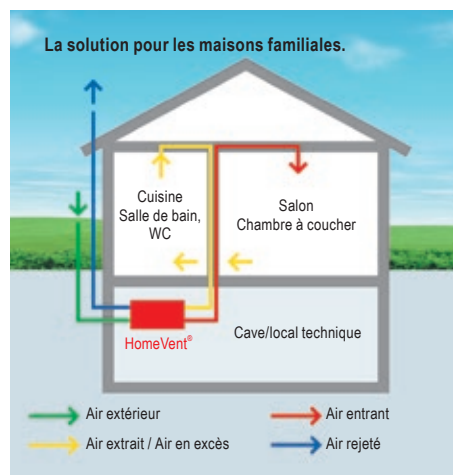 La solution pour les maisons familiales.
Cuisine
Salle de bain,
WC
Salon
Chambre à coucher
Cave/local technique
HomeVent®
Air extérieur
Air entrant
Air extrait / Air en excès
Air rejeté